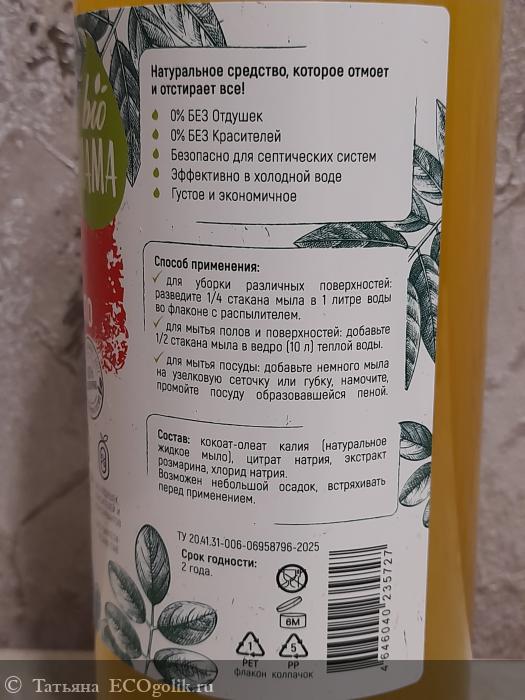 bio
АМА
Натуральное средство, которое отмоет
и отстирает все!
0% БЕЗ Отдушек
0% БЕЗ Красителей
Безопасно для септических систем
Эффективно в холодной воде
Густое и экономичное
Способ применения:
для уборки различных поверхностей:
разведите 1/4 стакана мыла в 1 литре воды
во флаконе с распылителем.
для мытья полов и поверхностей: добавьте
1/2 стакана мыла в ведро (10 л) теплой воды.
для мытья посуды: добавьте немного мыла
на узелковую сеточку или губку, намочите,
промойте посуду образовавшейся пеной.
Состав: кокоат-олеат калия (натуральное
жидкое мыло), цитрат натрия, экстракт
розмарина, хлорид натрия.
Возможен небольшой осадок, встряхивать
перед применением.
ТУ 20.41.31-006-06958796-2025
Срок годности:
2 года.
6М
1
PET
флакон
5
PP
колпачок
4 646040 235727
© Татьяна ECOgolik.ru